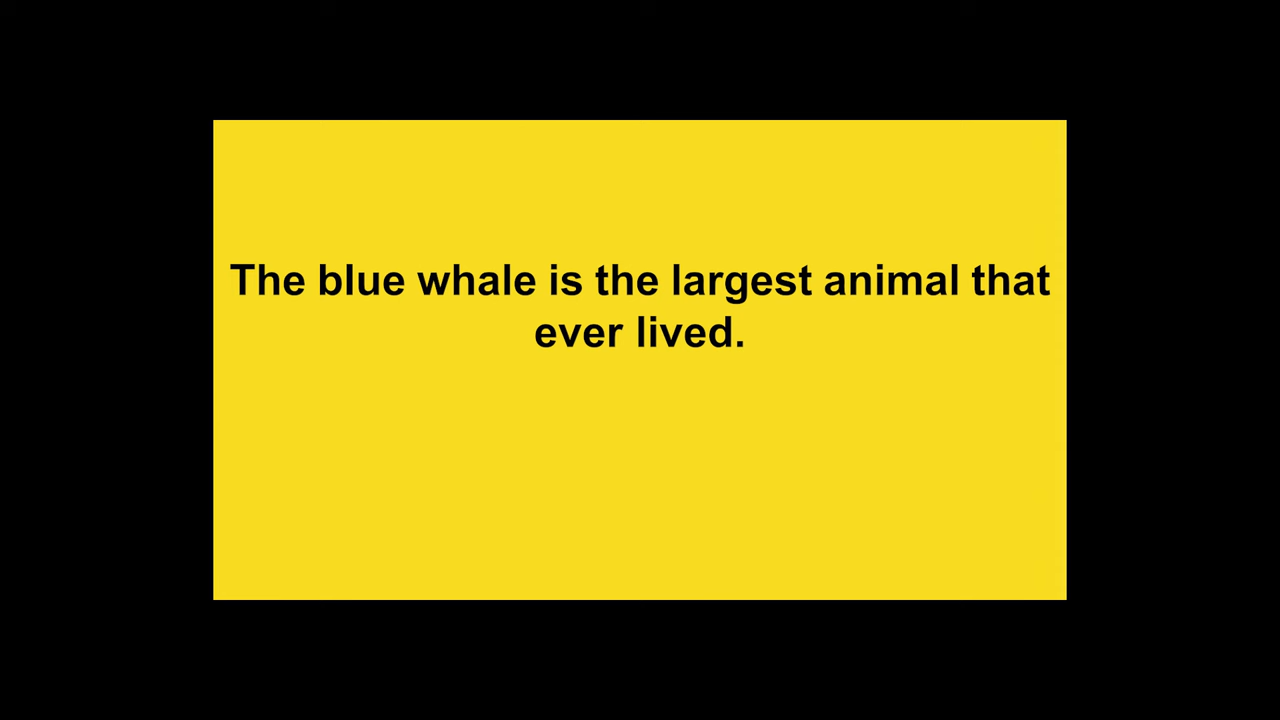 The blue whale is the largest animal that
ever lived.